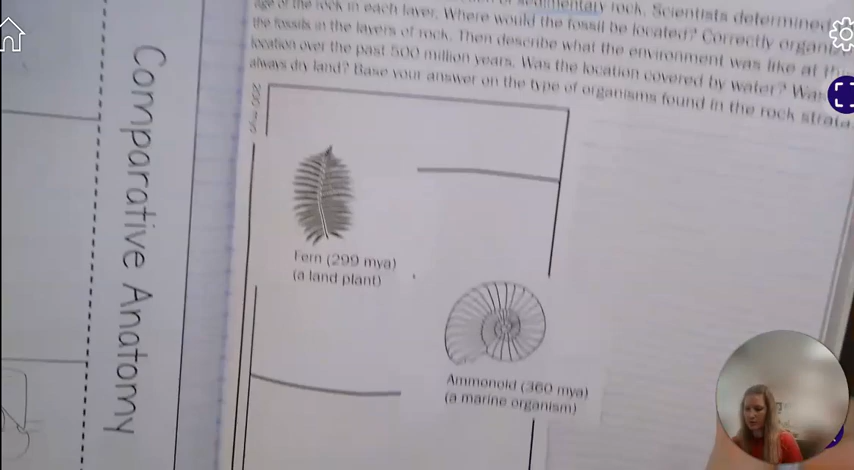 sedimentary rock. Scientists determined
age of the rock in each layer. Where would the fossil be located? Correctly
the fossils in the layers of rock. Then describe what the environment was like at
location over the past 500 million years. Was the location covered by water? Was
always dry land? Base your answer on the type of organisms found in the rock strata
200 mya
Fern (299 mya)
(a land plant)
Ammonoid (360 mya)
(a marine organism)
Comparative Anatomy